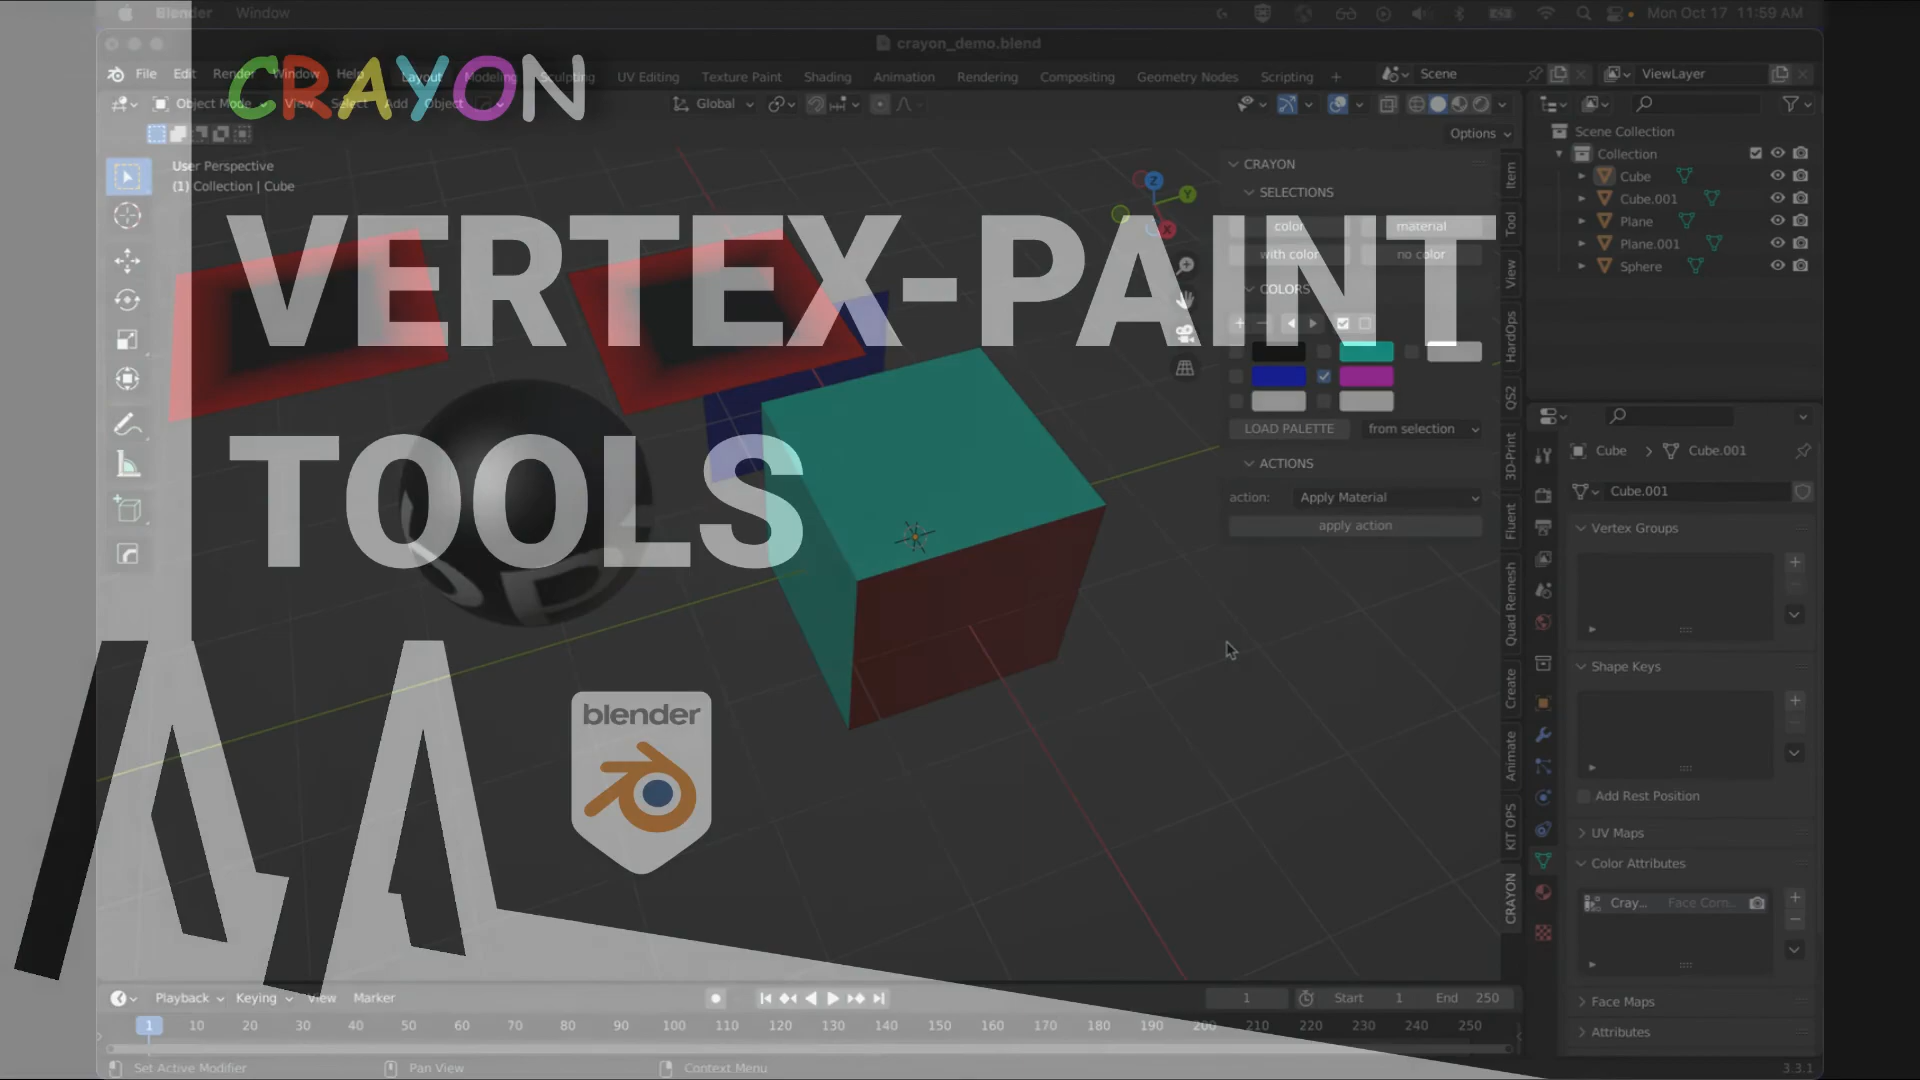 Blender Window Mon Oct 17 11:59 AM
crayon_demo.blend
File Edit Render Window Help Layout Modeling Sculpting UV Editing Texture Paint Shading Animation Rendering Compositing Geometry Nodes Scripting + Scene ViewLayer
CRAYON
Object Mode View Select Add Object Global
Options
User Perspective
(1) Collection | Cube
Scene Collection
Collection
Cube
Cube.001
Plane
Plane.001
Sphere
CRAYON
SELECTIONS
color material
with color no color
COLORS
LOAD PALETTE from selection
ACTIONS
action: Apply Material
apply action
VERTEX-PAINT
TOOLS
Z
Y
X
blender
Item
Tool
View
HardOps
QS2
3D-Print
Fluent
Quad Remesh
Create
Animate
KIT OPS
CRAYON
Cube > Cube.001
Cube.001
Vertex Groups
Shape Keys
Add Rest Position
UV Maps
Color Attributes
Cray... Face Corn...
Face Maps
Attributes
Playback Keying View Marker
1 Start 1 End 250
1 10 20 30 40 50 60 70 80 90 100 110 120 130 140 150 160 170 180 190 200 210 220 230 240 250
Set Active Modifier Pan View Context Menu
3.3.1